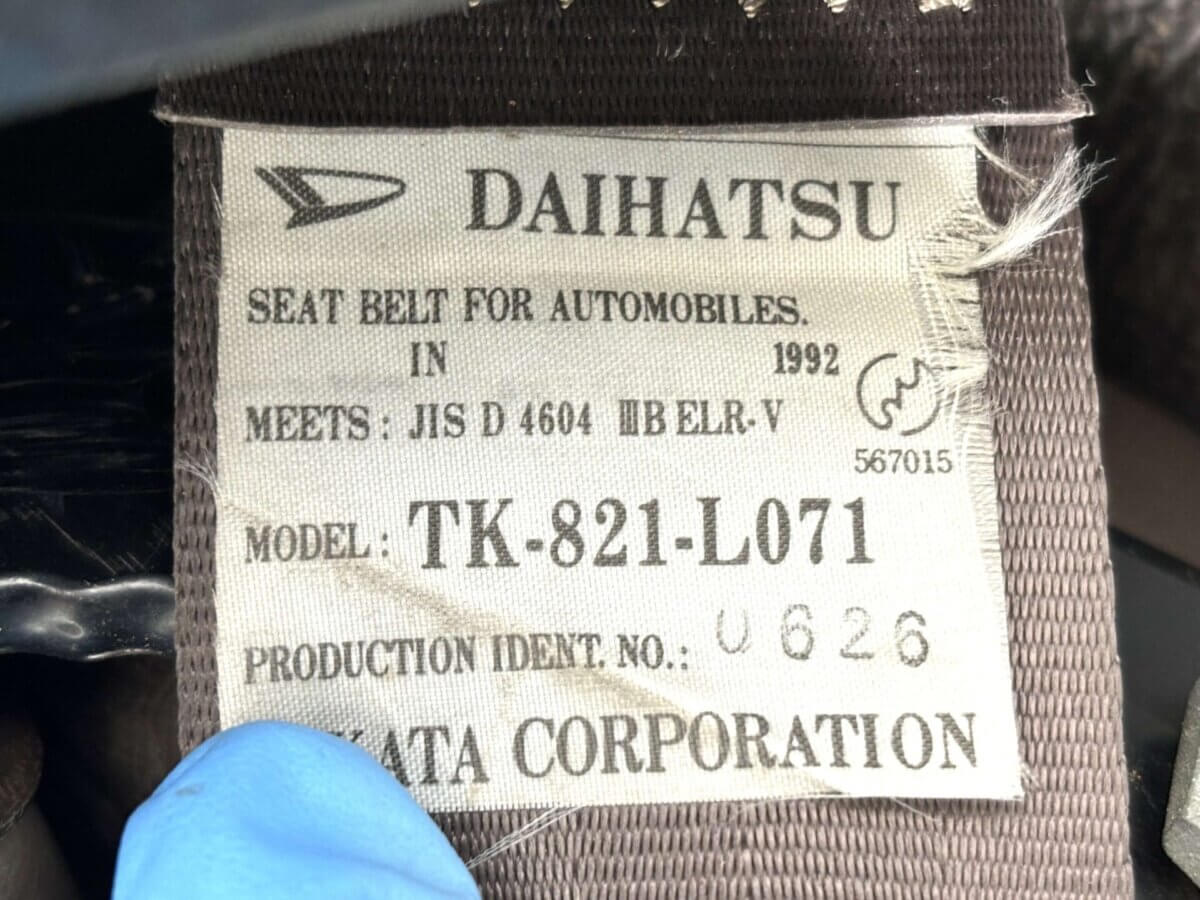 DAIHATSU
SEAT BELT FOR AUTOMOBILES.
IN 1992
MEETS: JIS D 4604 ⅢB ELR-V
567015
MODEL: TK-821-L071
PRODUCTION IDENT. NO.: 0626
KATA CORPORATION